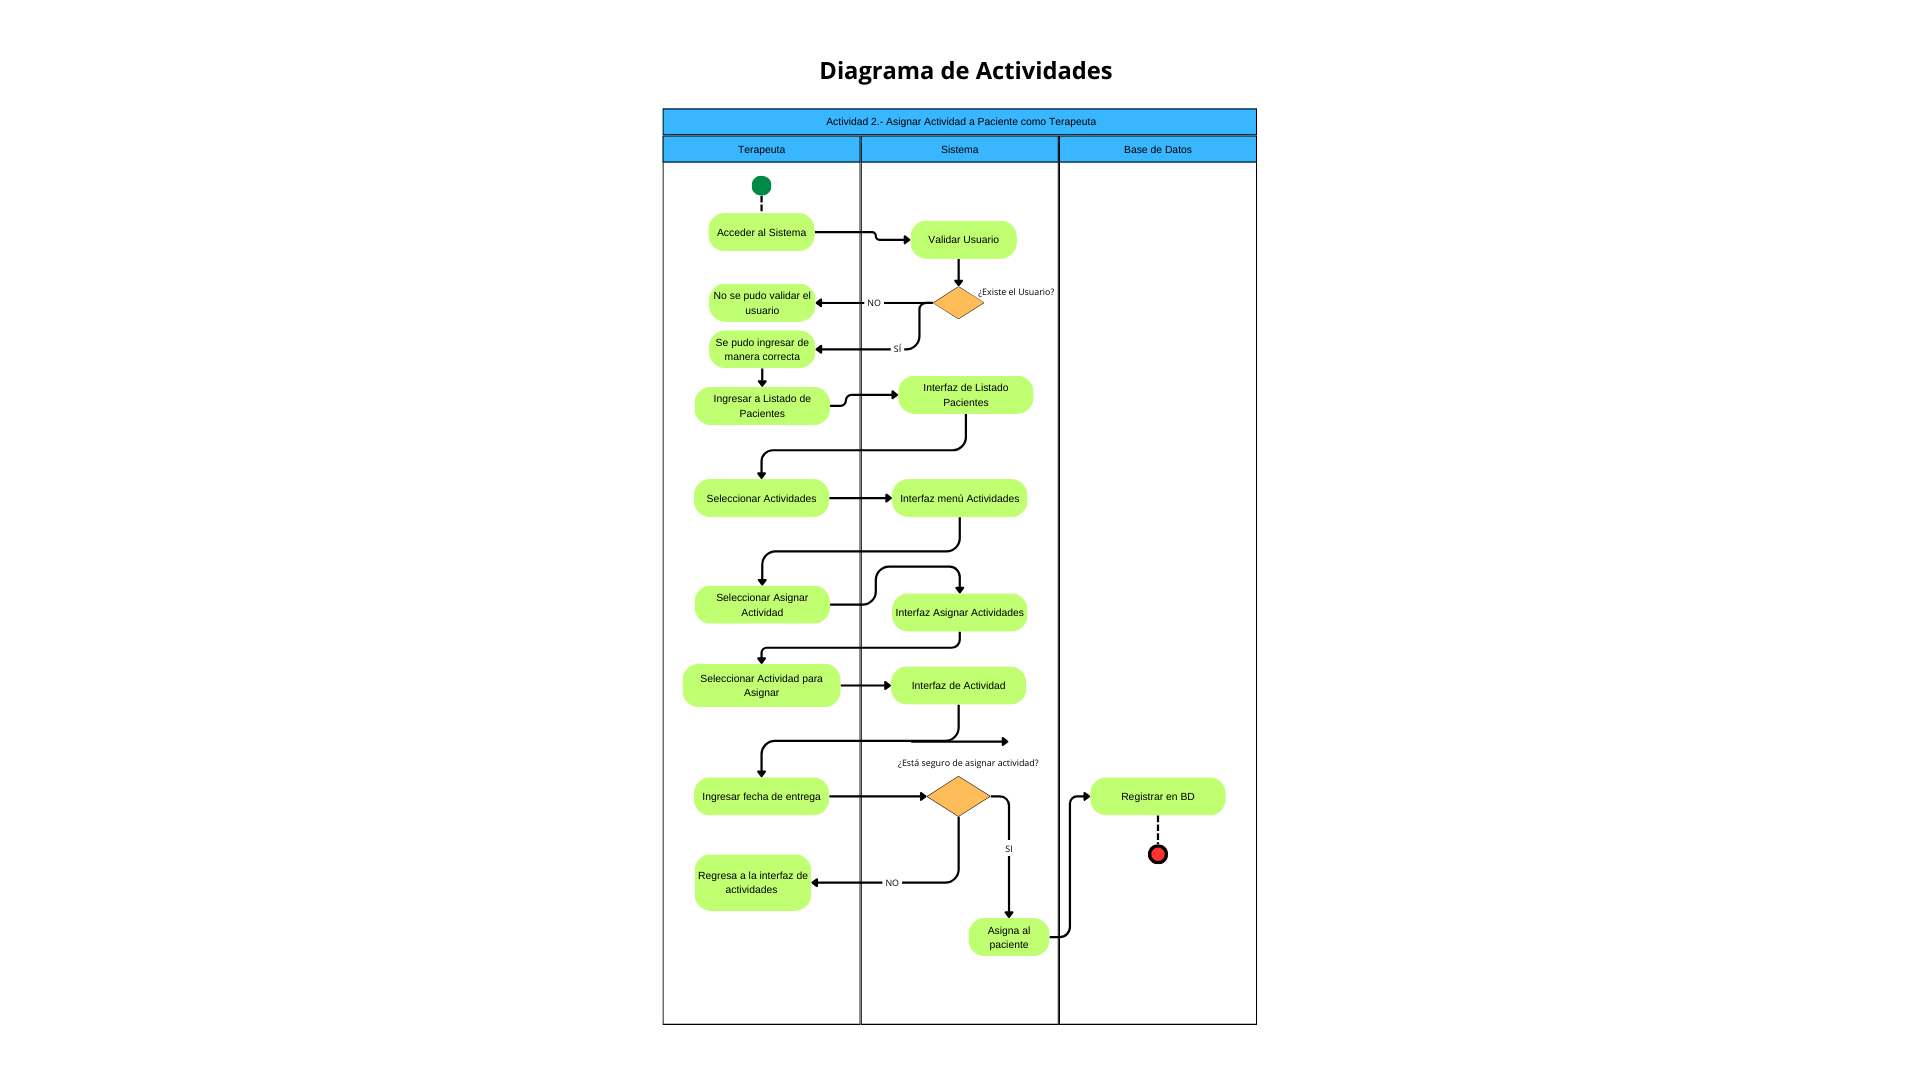 Diagrama de Actividades
Actividad 2.- Asignar Actividad a Paciente como Terapeuta
Terapeuta
Sistema
Base de Datos
Acceder al Sistema
Validar Usuario
¿Existe el Usuario?
No se pudo validar el
usuario
NO
Se pudo ingresar de
manera correcta
SÍ
Ingresar a Listado de
Pacientes
Interfaz de Listado
Pacientes
Seleccionar Actividades
Interfaz menú Actividades
Seleccionar Asignar
Actividad
Interfaz Asignar Actividades
Seleccionar Actividad para
Asignar
Interfaz de Actividad
¿Está seguro de asignar actividad?
Ingresar fecha de entrega
Registrar en BD
SI
Regresa a la interfaz de
actividades
NO
Asigna al
paciente